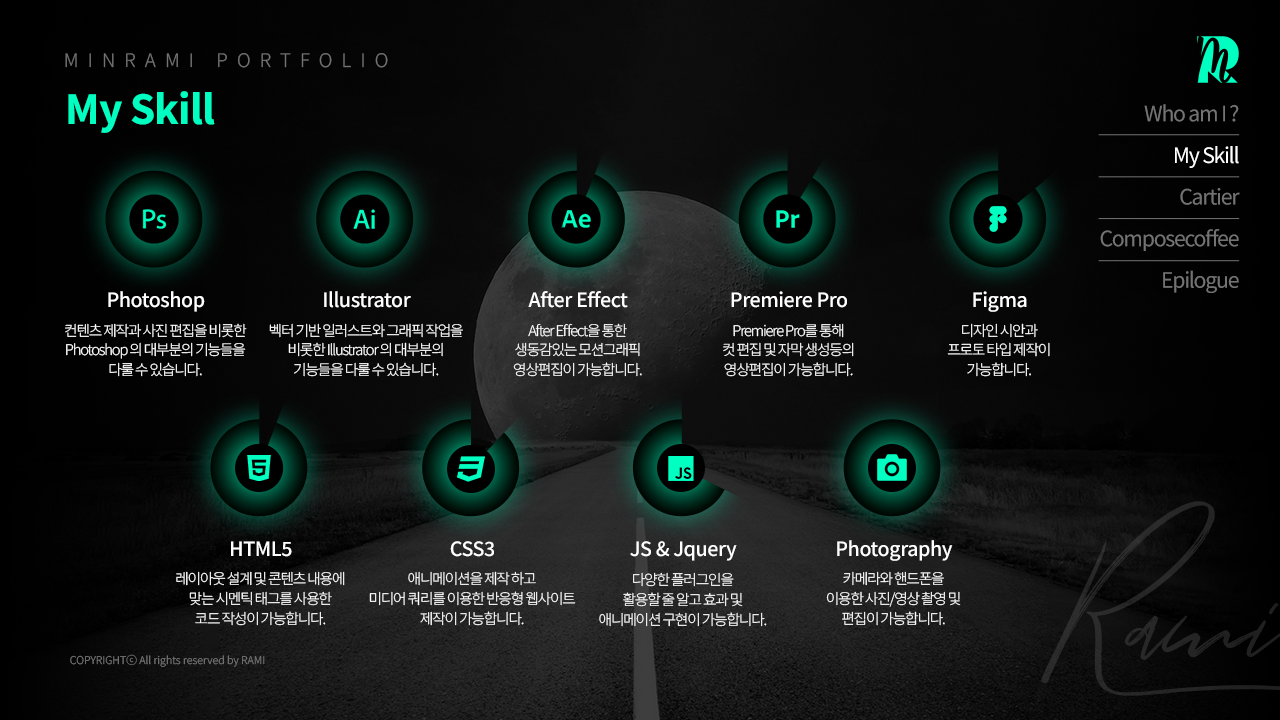 MINRAMI PORTFOLIO
My Skill
Who am I ?
My Skill
Cartier
Composecoffee
Epilogue
Ps
Ai
Ae
Pr
Photoshop
컨텐츠 제작과 사진 편집을 비롯한
Photoshop 의 대부분의 기능들을
다룰 수 있습니다.
Illustrator
벡터 기반 일러스트와 그래픽 작업을
비롯한 Illustrator 의 대부분의
기능들을 다룰 수 있습니다.
After Effect
After Effect을 통한
생동감있는 모션그래픽
영상편집이 가능합니다.
Premiere Pro
Premiere Pro를 통해
컷 편집 및 자막 생성등의
영상편집이 가능합니다.
Figma
디자인 시안과
프로토 타입 제작이
가능합니다.
5
JS
HTML5
레이아웃 설계 및 콘텐츠 내용에
맞는 시멘틱 태그를 사용한
코드 작성이 가능합니다.
CSS3
애니메이션을 제작 하고
미디어 쿼리를 이용한 반응형 웹사이트
제작이 가능합니다.
JS & Jquery
다양한 플러그인을
활용할 줄 알고 효과 및
애니메이션 구현이 가능합니다.
Photography
카메라와 핸드폰을
이용한 사진/영상 촬영 및
편집이 가능합니다.
Rami
COPYRIGHTⓒ All rights reserved by RAMI